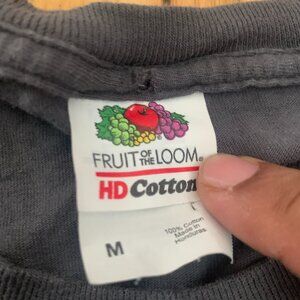 FRUIT OF THE LOOM®
HD Cotton
M
100% Cotton
Made in
Honduras